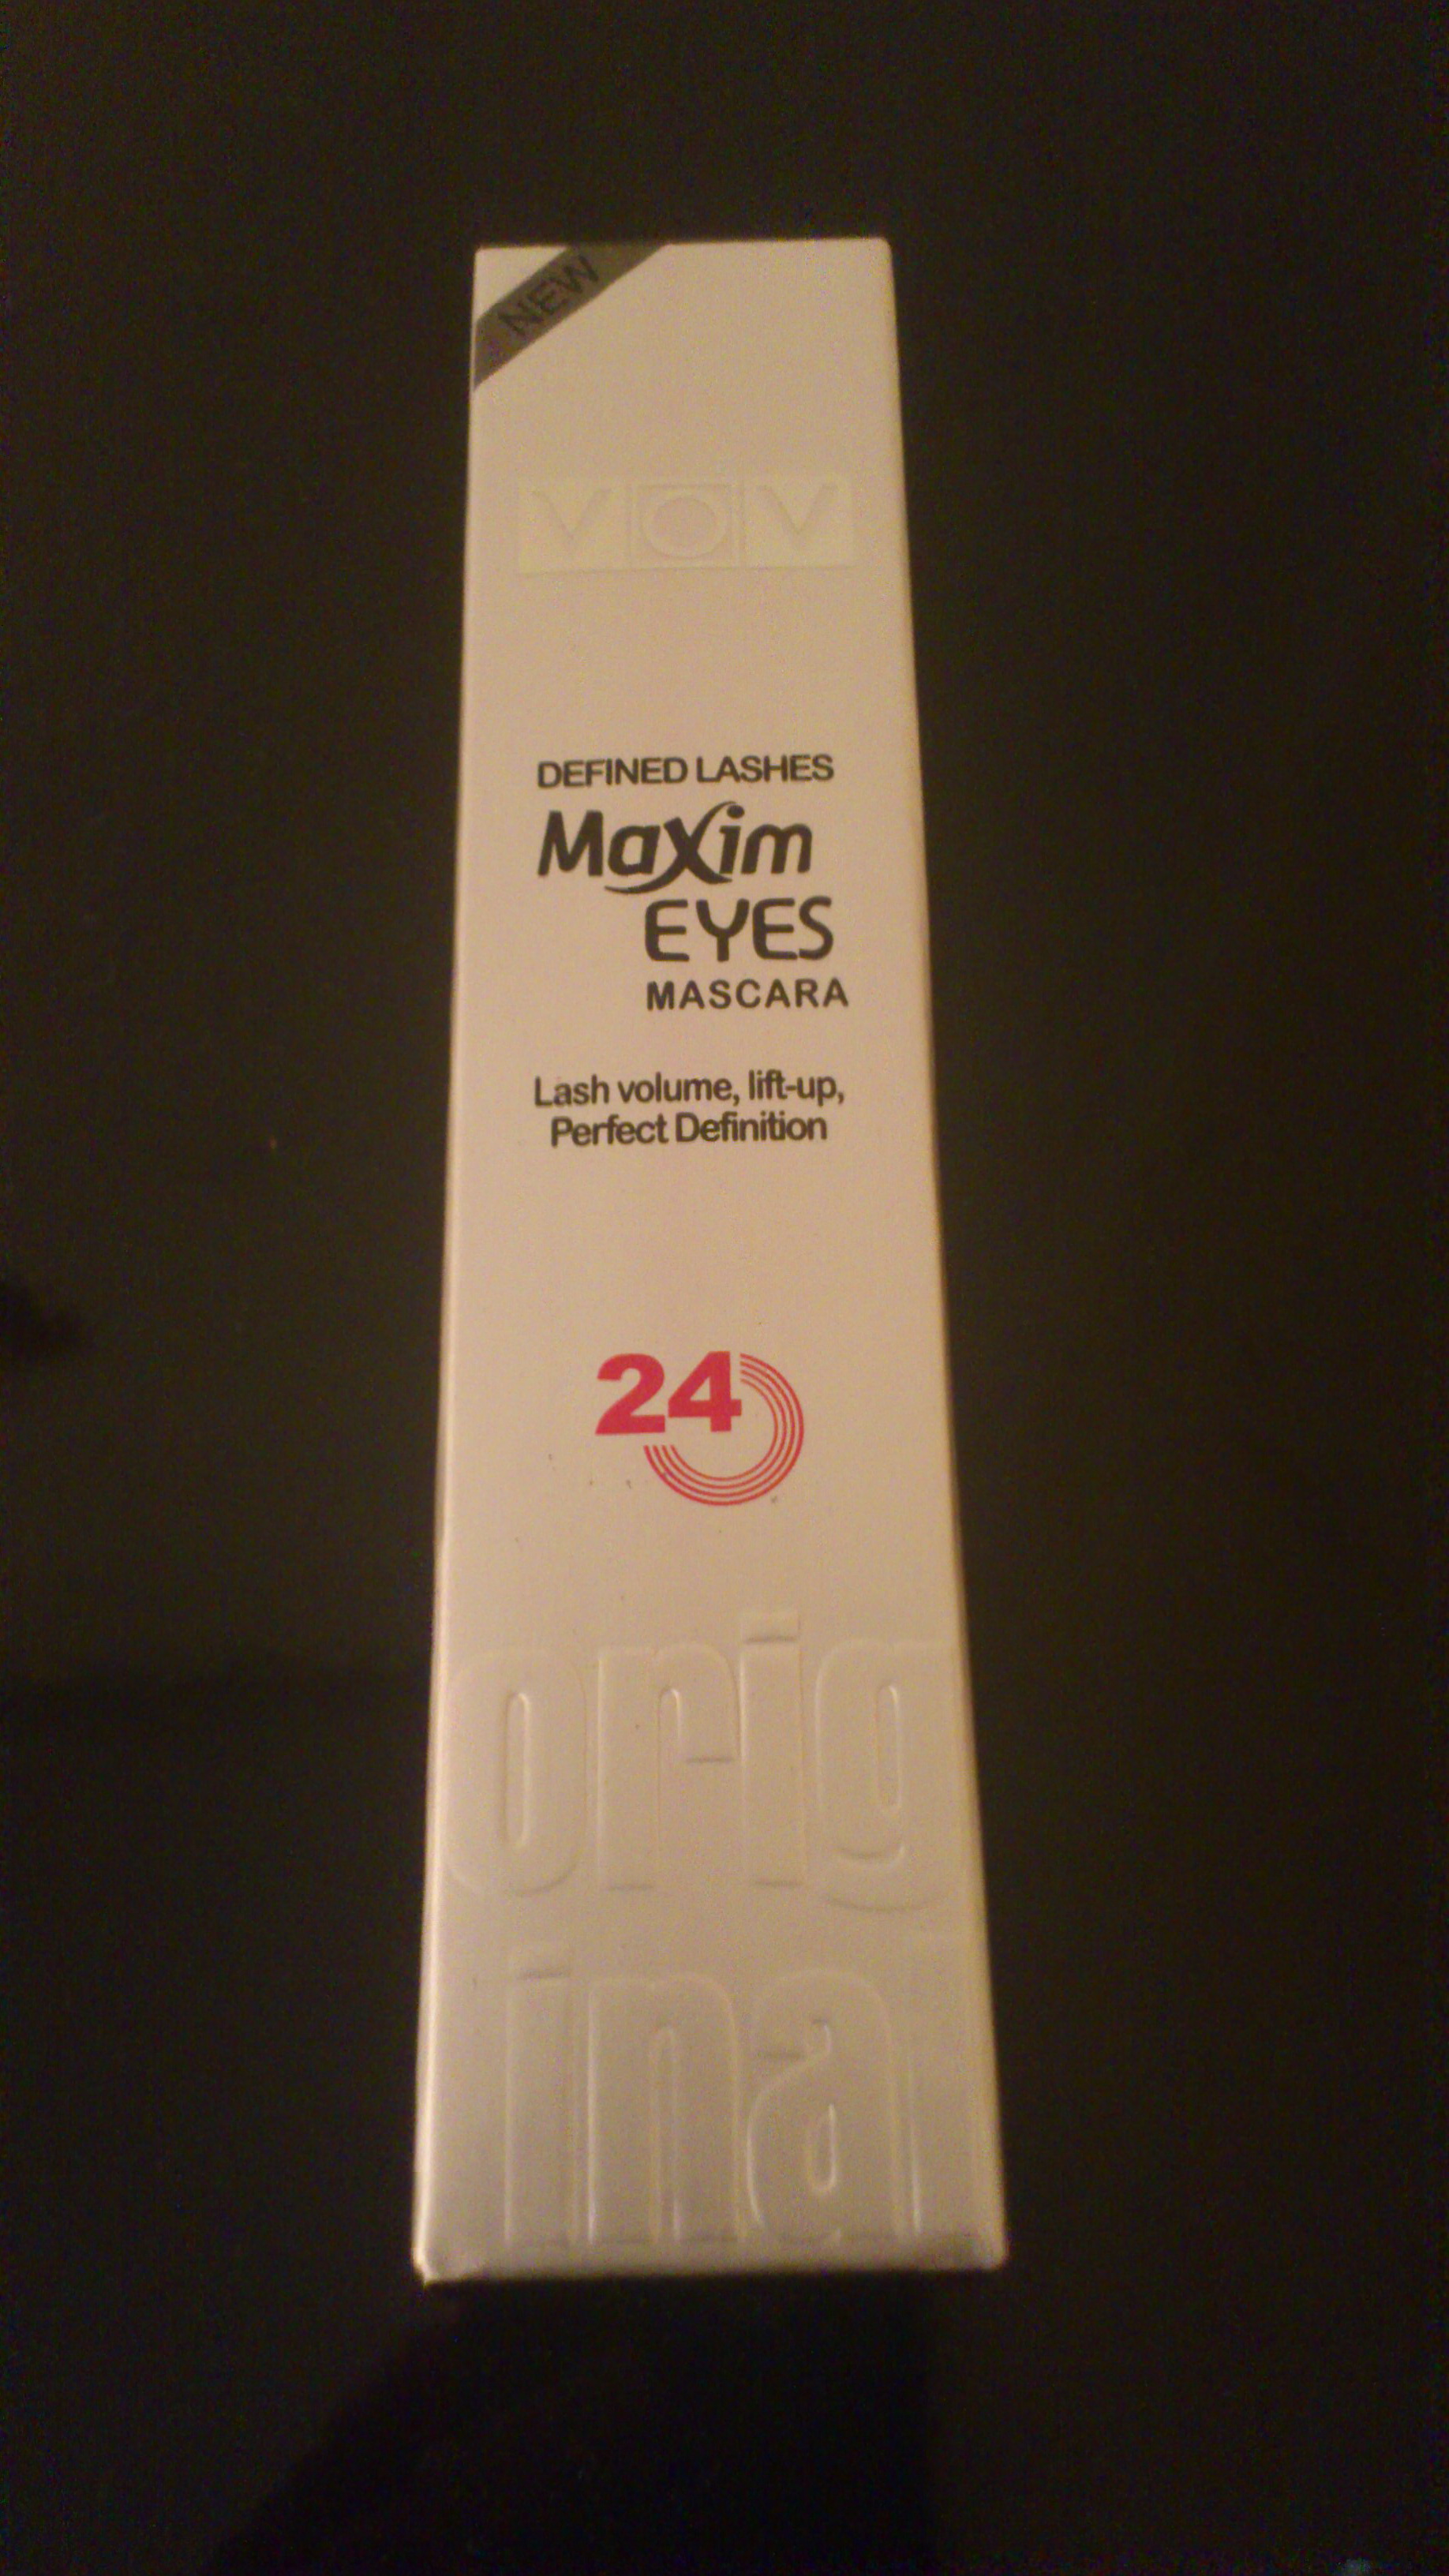 NEW
VOV
DEFINED LASHES
MaXim
EYES
MASCARA
Lash volume, lift-up,
Perfect Definition
24
orig
inal